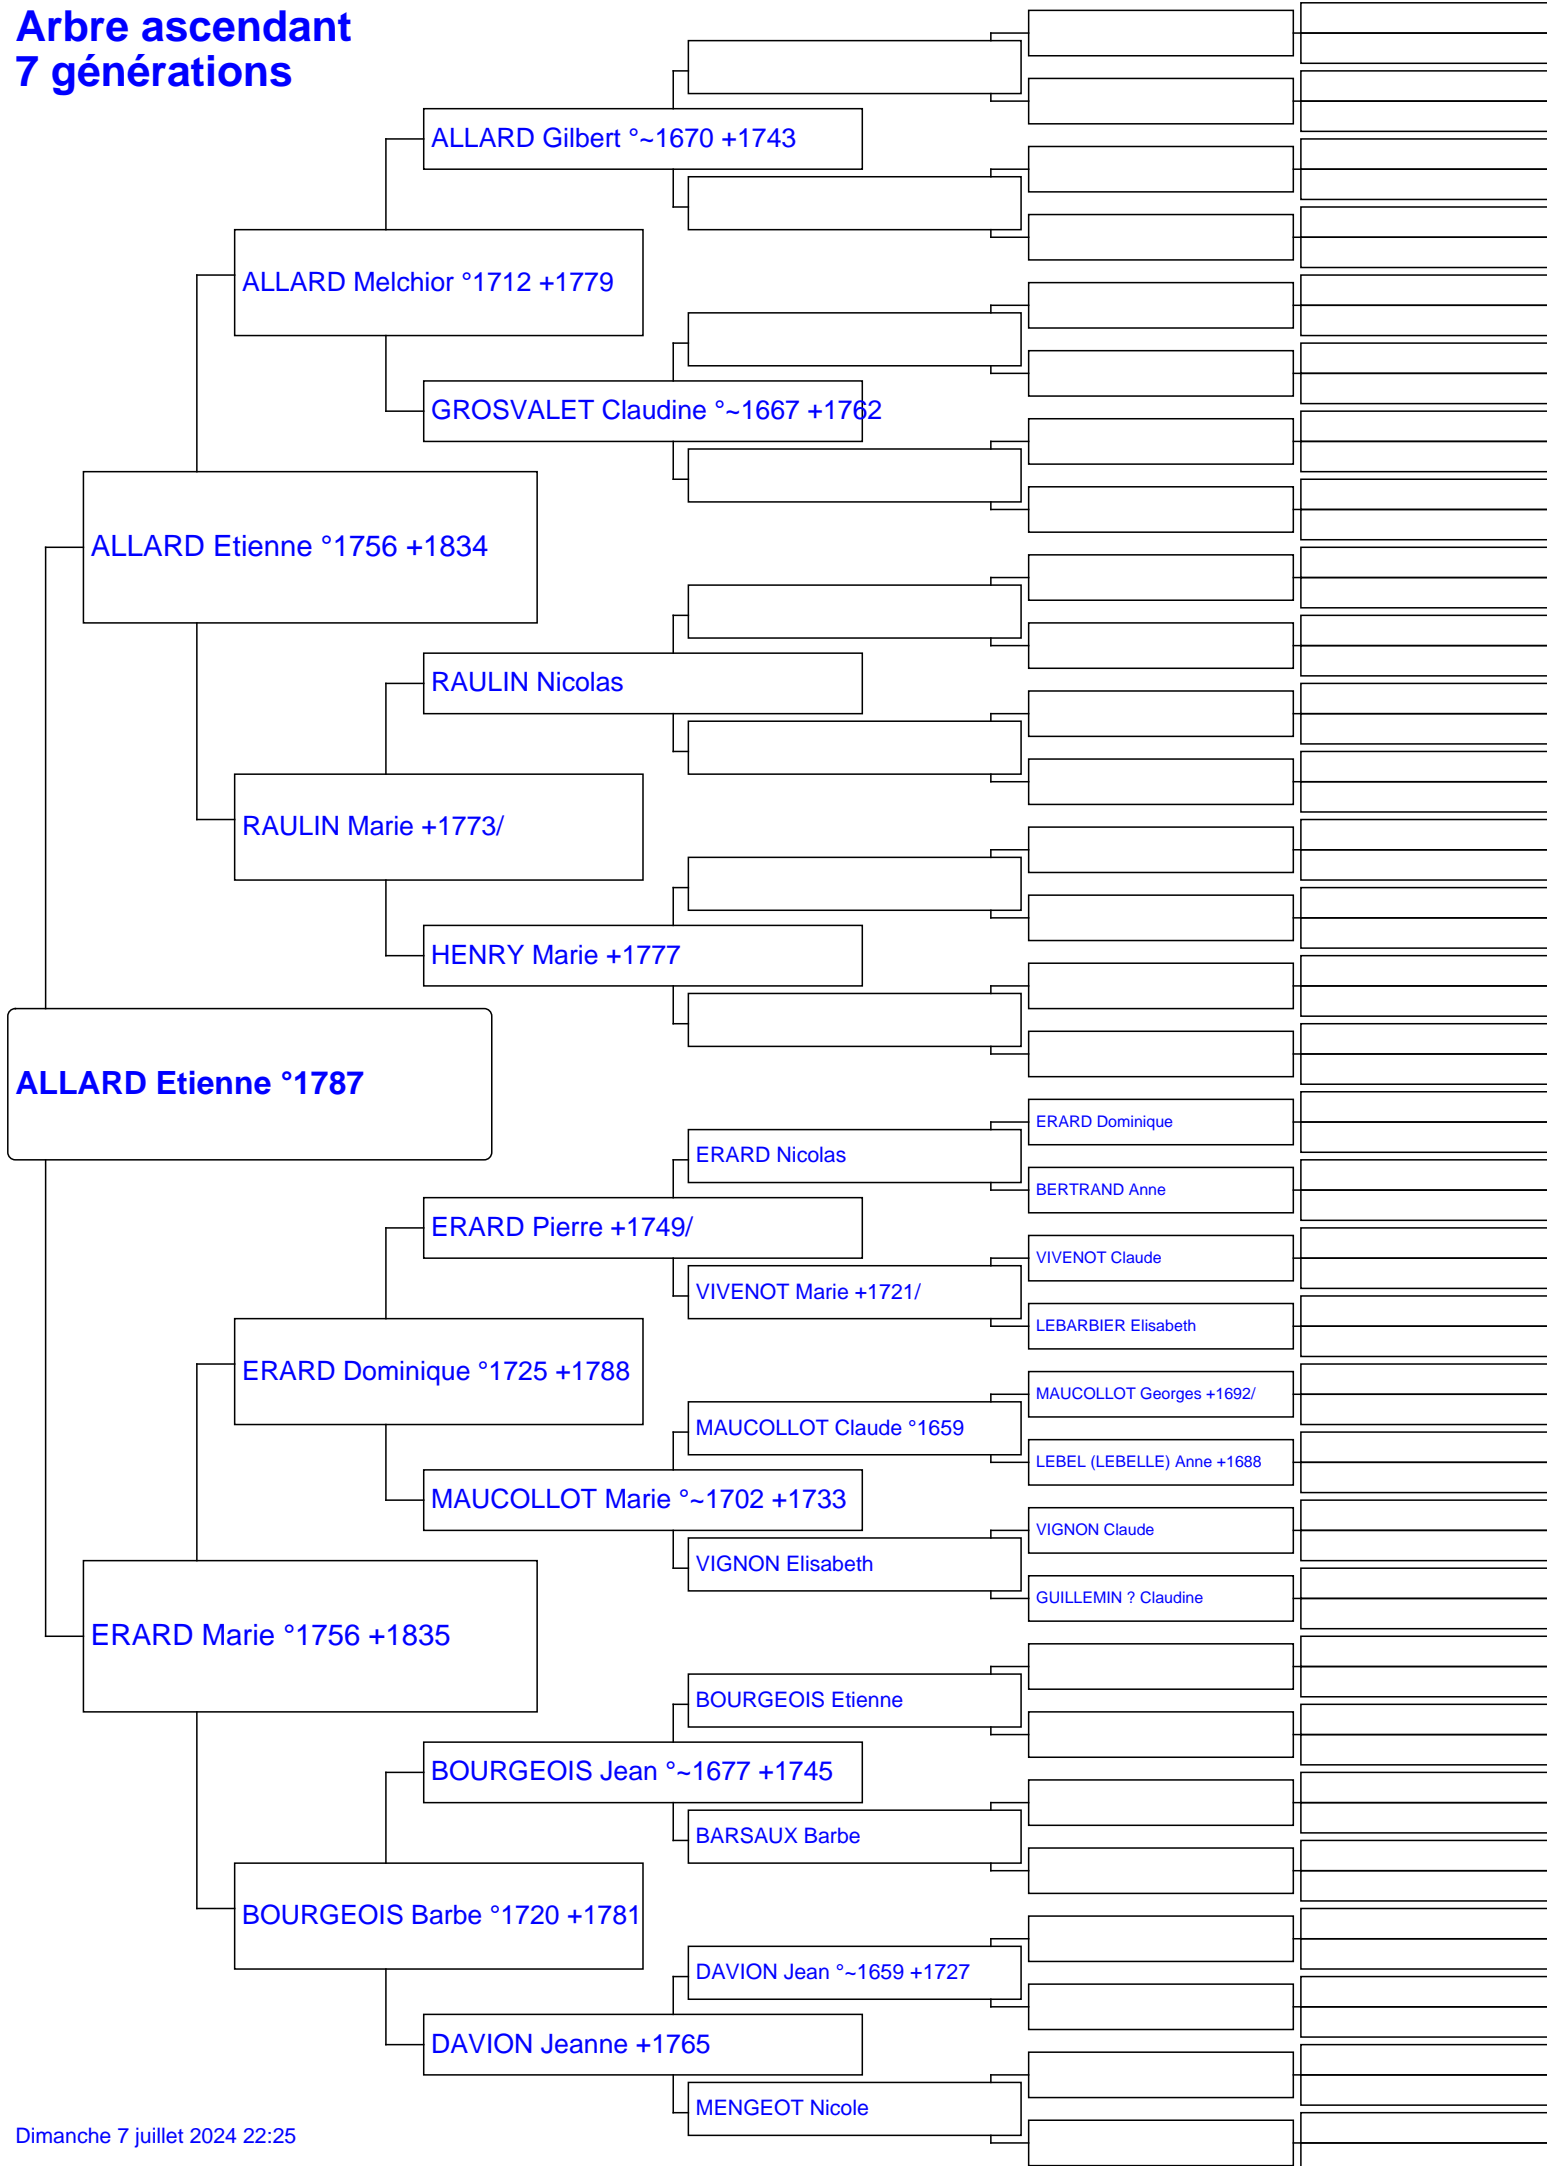 Arbre ascendant
7 générations
ALLARD Gilbert °~1670 +1743
ALLARD Melchior °1712 +1779
GROSVALET Claudine °~1667 +1762
ALLARD Etienne °1756 +1834
RAULIN Nicolas
RAULIN Marie +1773/
HENRY Marie +1777
ALLARD Etienne °1787
ERARD Dominique
ERARD Nicolas
BERTRAND Anne
ERARD Pierre +1749/
VIVENOT Claude
VIVENOT Marie +1721/
LEBARBIER Elisabeth
ERARD Dominique °1725 +1788
MAUCOLLOT Georges +1692/
MAUCOLLOT Claude °1659
LEBEL (LEBELLE) Anne +1688
MAUCOLLOT Marie °~1702 +1733
VIGNON Claude
VIGNON Elisabeth
GUILLEMIN ? Claudine
ERARD Marie °1756 +1835
BOURGEOIS Etienne
BOURGEOIS Jean °~1677 +1745
BARSAUX Barbe
BOURGEOIS Barbe °1720 +1781
DAVION Jean °~1659 +1727
DAVION Jeanne +1765
MENGEOT Nicole
Dimanche 7 juillet 2024 22:25